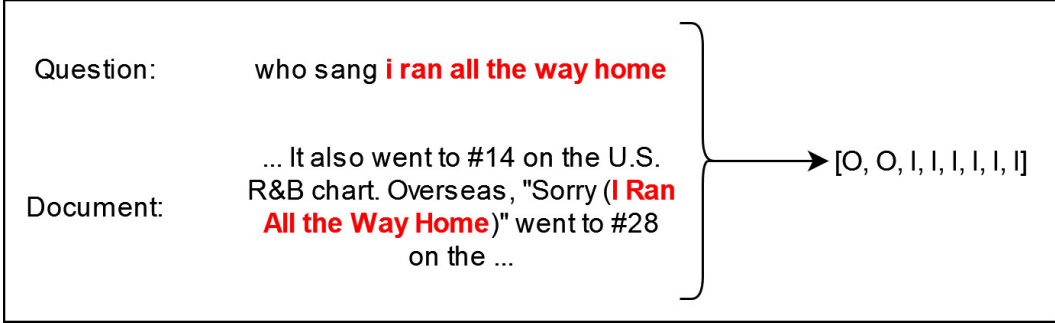 Question: who sang i ran all the way home
... It also went to #14 on the U.S.
R&B chart. Overseas, "Sorry (I Ran
Document: All the Way Home)" went to #28
on the ...
[O, O, I, I, I, I, I, I]